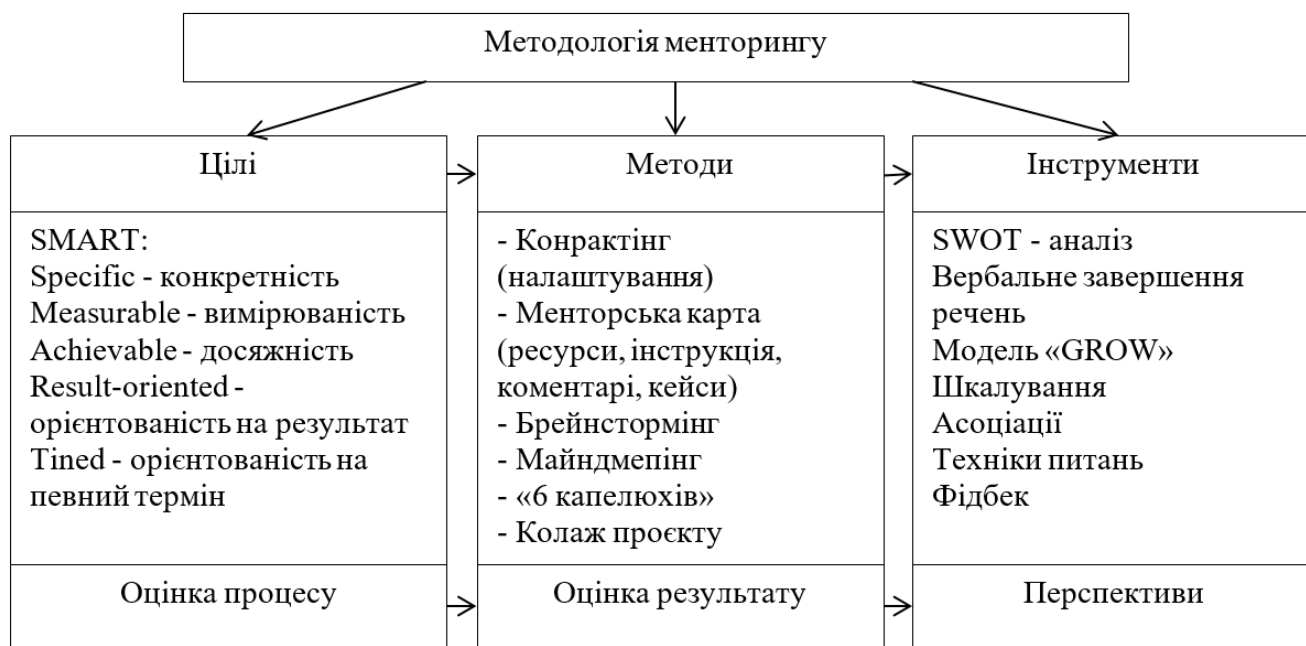 Методологія менторингу
Цілі
Методи
Інструменти
SMART:
Specific - конкретність
Measurable - вимірюваність
Achievable - досяжність
Result-oriented -
орієнтованість на результат
Tined - орієнтованість на
певний термін
- Конрактінг
(налаштування)
- Менторська карта
(ресурси, інструкція,
коментарі, кейси)
- Брейнстормінг
- Майндмепінг
- «6 капелюхів»
- Колаж проєкту
SWOT - аналіз
Вербальне завершення
речень
Модель «GROW»
Шкалування
Асоціації
Техніки питань
Фідбек
Оцінка процесу
Оцінка результату
Перспективи